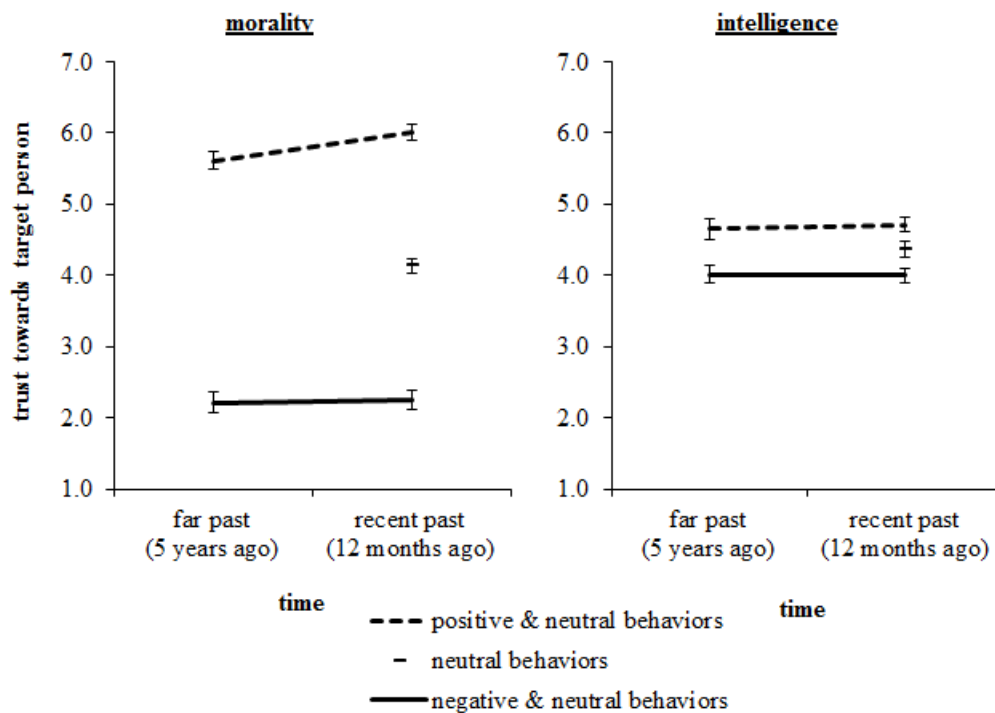 morality
7.0
6.0
5.0
4.0
3.0
2.0
1.0
trust towards target person
far past
(5 years ago)
recent past
(12 months ago)
time
intelligence
7.0
6.0
5.0
4.0
3.0
2.0
1.0
far past
(5 years ago)
recent past
(12 months ago)
time
positive & neutral behaviors
neutral behaviors
negative & neutral behaviors